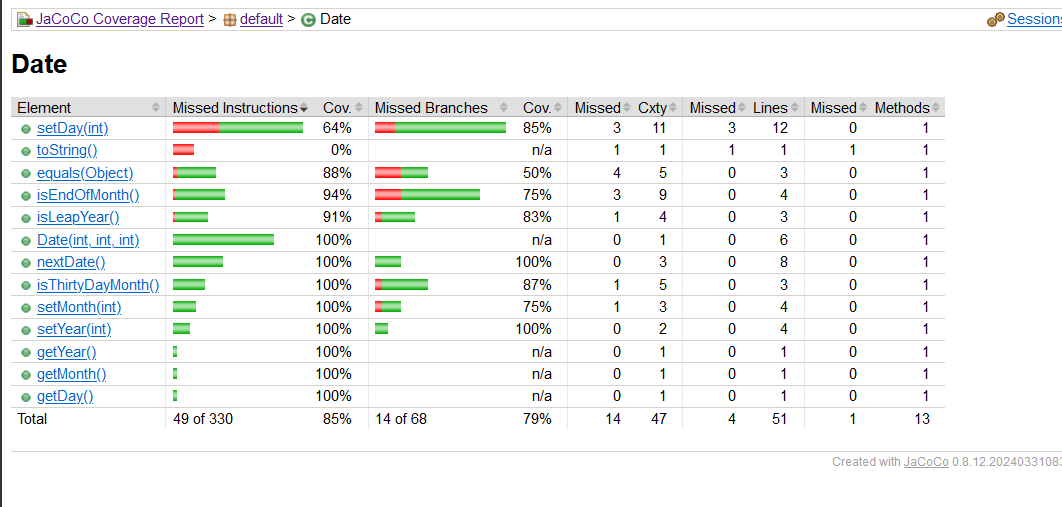 JaCoCo Coverage Report > default > Date Sessions
Date
Element Missed Instructions Cov. Missed Branches Cov. Missed Cxty Missed Lines Missed Methods
setDay(int) 64% 85% 3 11 3 12 0 1
toString() 0% n/a 1 1 1 1 1 1
equals(Object) 88% 50% 4 5 0 3 0 1
isEndOfMonth() 94% 75% 3 9 0 4 0 1
isLeapYear() 91% 83% 1 4 0 3 0 1
Date(int, int, int) 100% n/a 0 1 0 6 0 1
nextDate() 100% 100% 0 3 0 8 0 1
isThirtyDayMonth() 100% 87% 1 5 0 3 0 1
setMonth(int) 100% 75% 1 3 0 4 0 1
setYear(int) 100% 100% 0 2 0 4 0 1
getYear() 100% n/a 0 1 0 1 0 1
getMonth() 100% n/a 0 1 0 1 0 1
getDay() 100% n/a 0 1 0 1 0 1
Total 49 of 330 85% 14 of 68 79% 14 47 4 51 1 13
Created with JaCoCo 0.8.12.2024033108